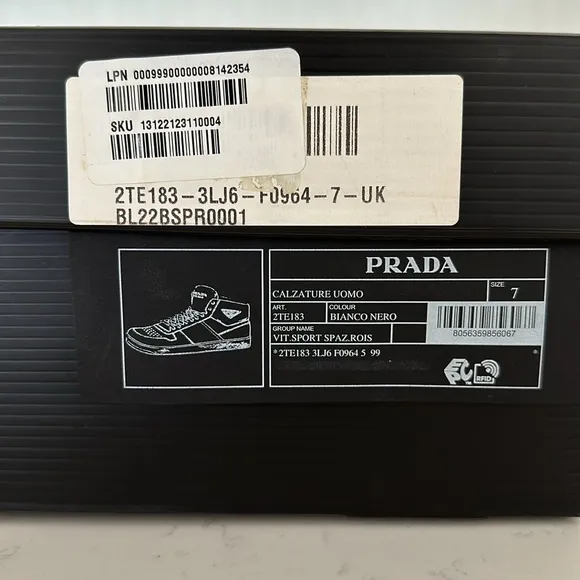 LPN 00099900000008142354
SKU 13122123110004
2TE183-3LJ6-F0964-7-UK
BL22BSPR0001
PRADA
CALZATURE UOMO
SIZE
7
ART.
2TE183
COLOUR
BIANCO NERO
GROUP NAME
VIT.SPORT SPAZ.ROIS
8056359856067
*2TE183 3LJ6 F0964 5 99 *
EPC™
RFID